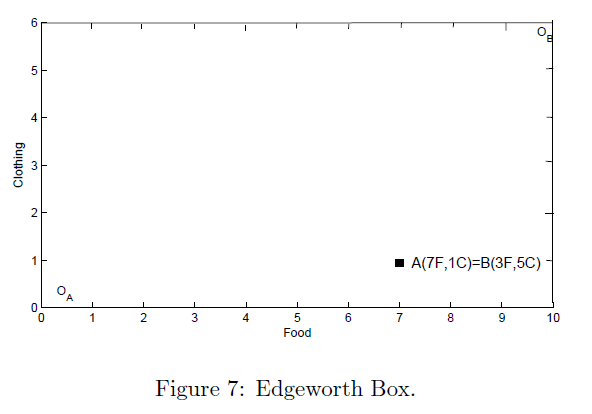 6
O_B
5
4
Clothing
3
2
1
A(7F,1C)=B(3F,5C)
O_A
0
0 1 2 3 4 5 6 7 8 9 10
Food
Figure 7: Edgeworth Box.